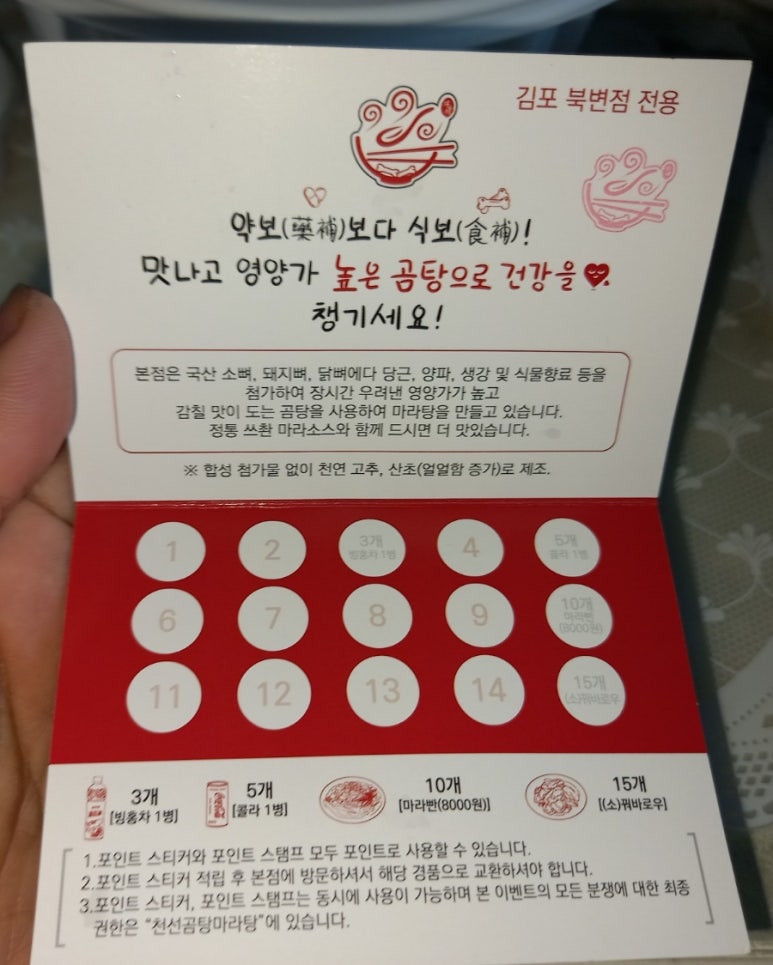 김포 북변점 전용
약보(藥補)보다 식보(食補)!
맛나고 영양가 높은 곰탕으로 건강을
챙기세요!
본점은 국산 소뼈, 돼지뼈, 닭뼈에다 당근, 양파, 생강 및 식물향료 등을
첨가하여 장시간 우려낸 영양가가 높고
감칠 맛이 도는 곰탕을 사용하여 마라탕을 만들고 있습니다.
정통 쓰촨 마라소스와 함께 드시면 더 맛있습니다.
※ 합성 첨가물 없이 천연 고추, 산초(얼얼함 증가)로 제조.
1
2
3개
빙홍차 1병
4
5개
콜라 1병
6
7
8
9
10개
마라빤
(8000원)
11
12
13
14
15개
(소)꿔바로우
3개
[빙홍차 1병]
5개
[콜라 1병]
10개
[마라빤(8000원)]
15개
[(소)꿔바로우]
1.포인트 스티커와 포인트 스탬프 모두 포인트로 사용할 수 있습니다.
2.포인트 스티커 적립 후 본점에 방문하셔서 해당 경품으로 교환하셔야 합니다.
3.포인트 스티커, 포인트 스탬프는 동시에 사용이 가능하며 본 이벤트의 모든 분쟁에 대한 최종
권한은 “천선곰탕마라탕”에 있습니다.